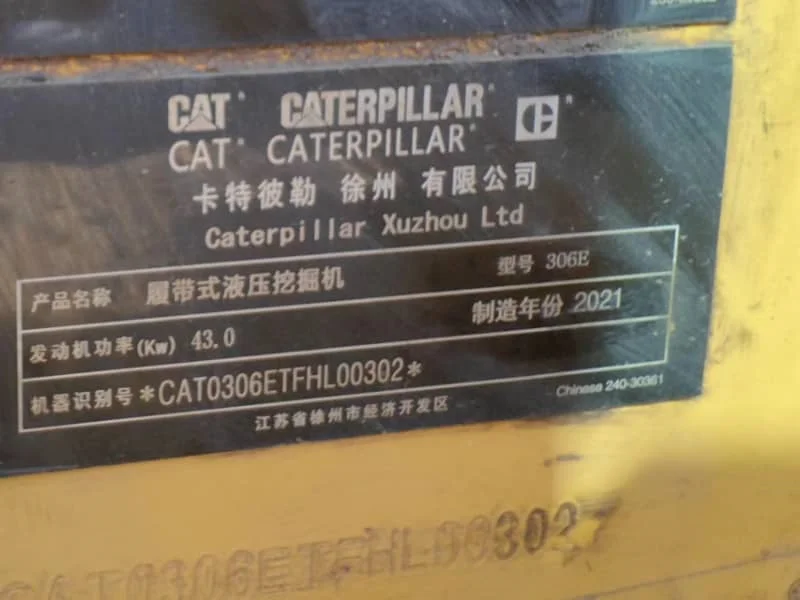 CAT CATERPILLAR CE
CAT CATERPILLAR
卡特彼勒 徐州 有限公司
Caterpillar Xuzhou Ltd
产品名称 履带式液压挖掘机 型号 306E
发动机功率(Kw) 43.0 制造年份 2021
机器识别号 *CAT0306ETFHL00302*
江苏省徐州市经济开发区 Chinese 240-30361
CAT0306ETFHL00302